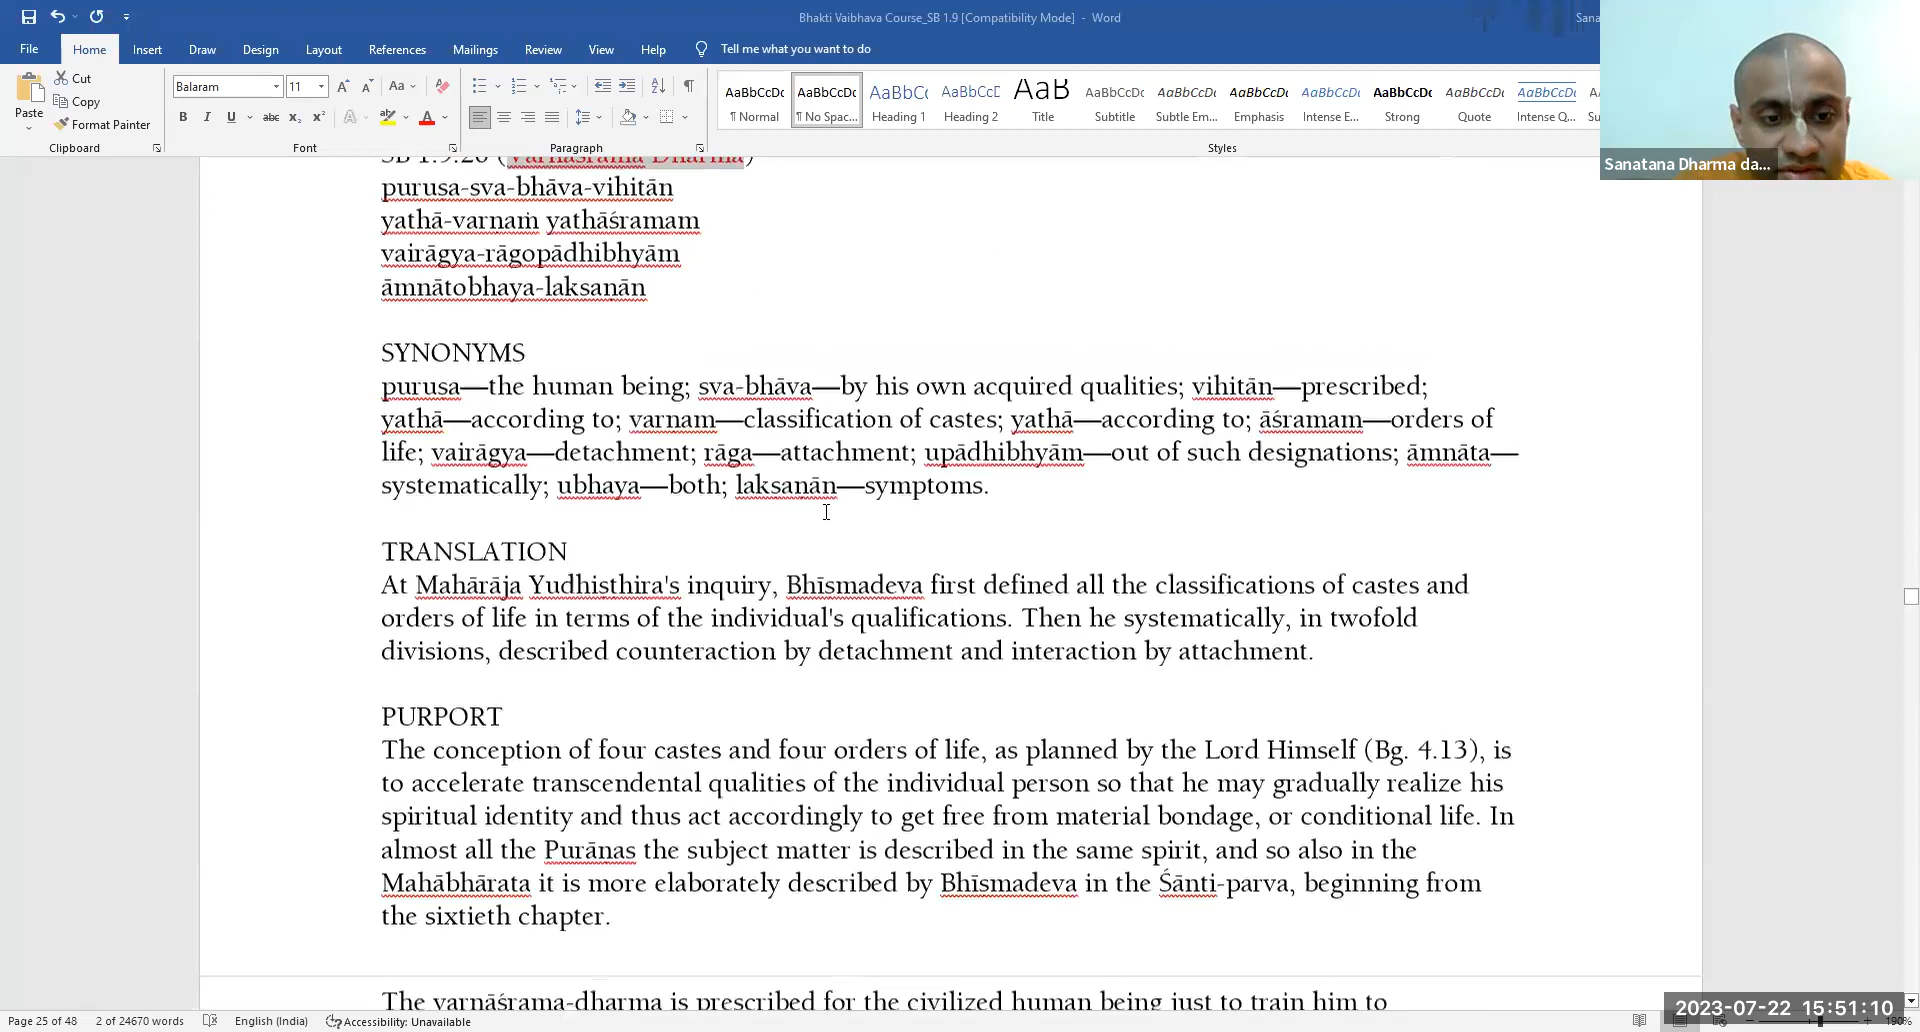 Bhakti Vaibhava Course_SB 1.9 [Compatibility Mode] - Word
Sana
File Home Insert Draw Design Layout References Mailings Review View Help Tell me what you want to do
Paste
Cut
Copy
Format Painter
Balaram 11
Clipboard Font Paragraph Styles
AaBbCcDc AaBbCcDc AaBbCc AaBbCcD AaB AaBbCcDc AaBbCcDc AaBbCcDc AaBbCcDc AaBbCcDc AaBbCcDc AaBbCcDc
¶ Normal ¶ No Spac... Heading 1 Heading 2 Title Subtitle Subtle Em... Emphasis Intense E... Strong Quote Intense Q...
Sanatana Dharma da...
SB 1.9.26 (Varnāśrama Dharma)
purusa-sva-bhāva-vihitān
yathā-varnaṁ yathāśramam
vairāgya-rāgopādhibhyām
āmnātobhaya-laksanān
SYNONYMS
purusa—the human being; sva-bhāva—by his own acquired qualities; vihitān—prescribed;
yathā—according to; varnam—classification of castes; yathā—according to; āśramam—orders of
life; vairāgya—detachment; rāga—attachment; upādhibhyām—out of such designations; āmnāta—
systematically; ubhaya—both; laksanān—symptoms.
TRANSLATION
At Mahārāja Yudhisthira's inquiry, Bhīsmadeva first defined all the classifications of castes and
orders of life in terms of the individual's qualifications. Then he systematically, in twofold
divisions, described counteraction by detachment and interaction by attachment.
PURPORT
The conception of four castes and four orders of life, as planned by the Lord Himself (Bg. 4.13), is
to accelerate transcendental qualities of the individual person so that he may gradually realize his
spiritual identity and thus act accordingly to get free from material bondage, or conditional life. In
almost all the Purānas the subject matter is described in the same spirit, and so also in the
Mahābhārata it is more elaborately described by Bhīsmadeva in the Śānti-parva, beginning from
the sixtieth chapter.
The varnāśrama-dharma is prescribed for the civilized human being just to train him to
Page 25 of 48 2 of 24670 words English (India) Accessibility: Unavailable
2023-07-22 15:51:10
190%